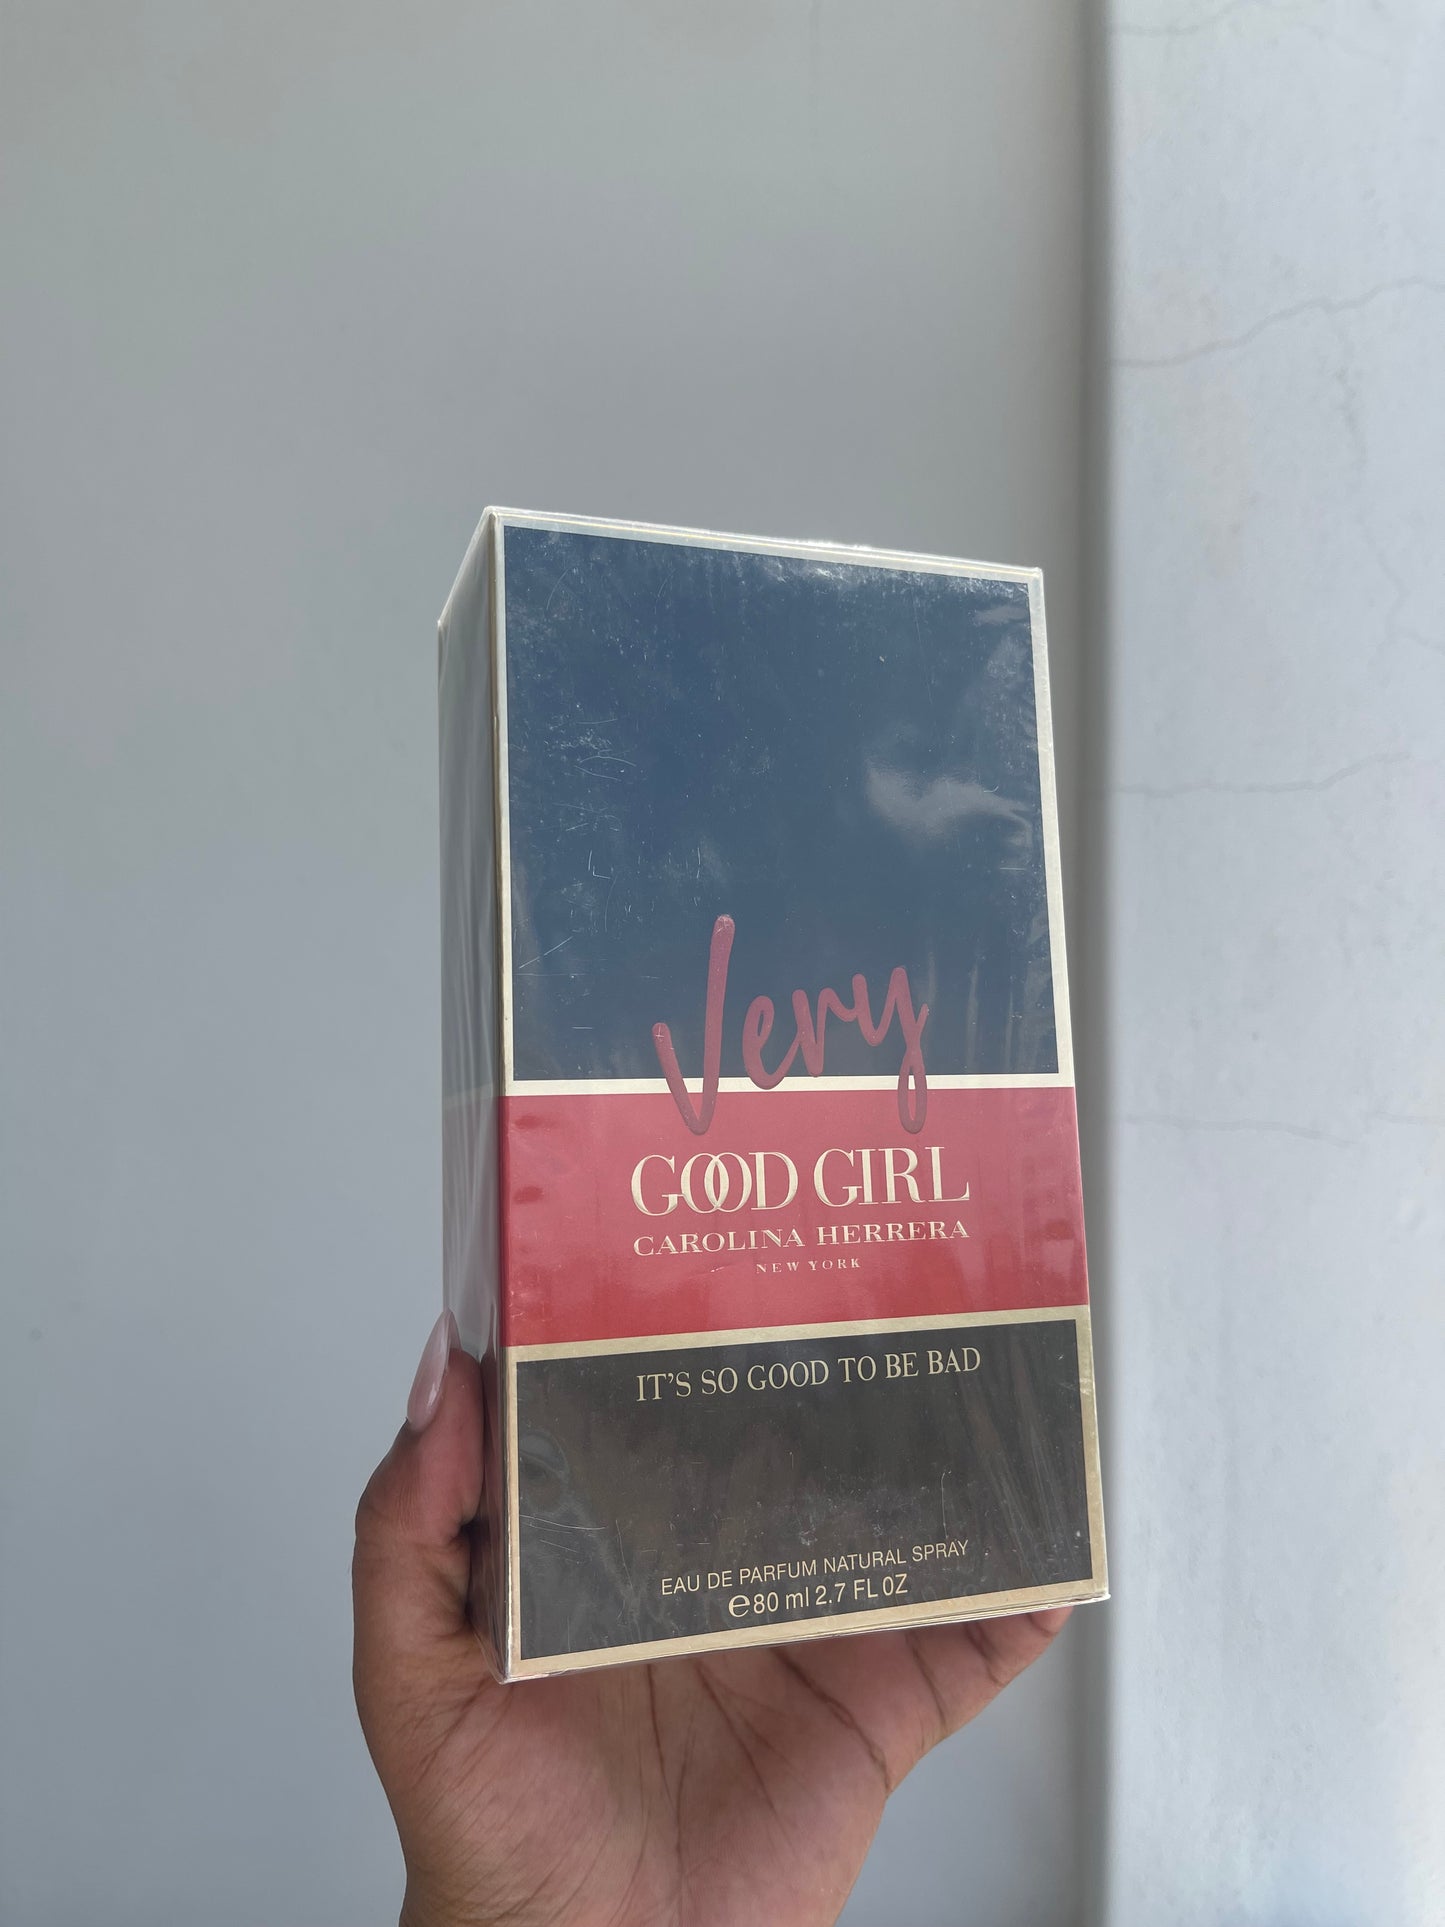 Very
GOOD GIRL
CAROLINA HERRERA
NEW YORK
IT'S SO GOOD TO BE BAD
EAU DE PARFUM NATURAL SPRAY
℮80 ml 2.7 FL OZ